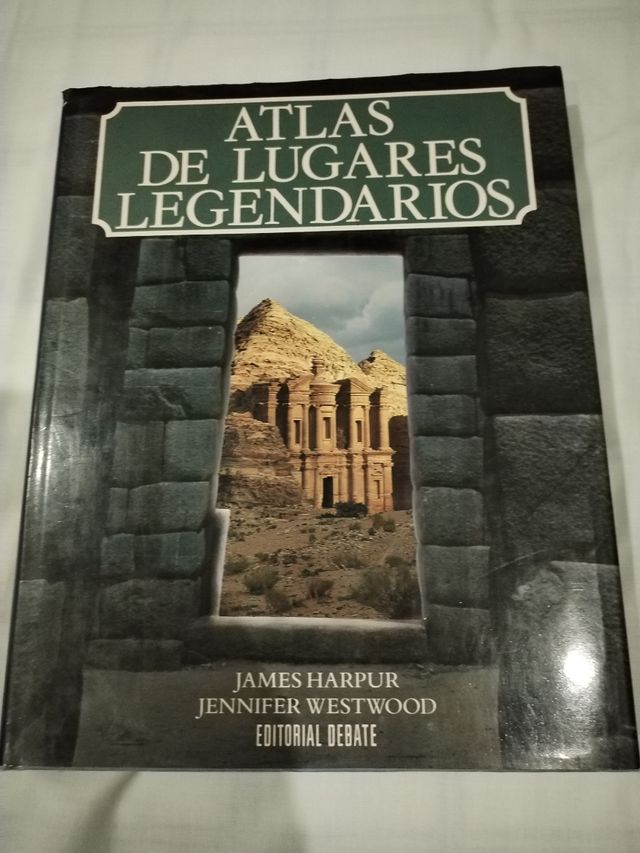 ATLAS
DE LUGARES
LEGENDARIOS
JAMES HARPUR
JENNIFER WESTWOOD
EDITORIAL DEBATE